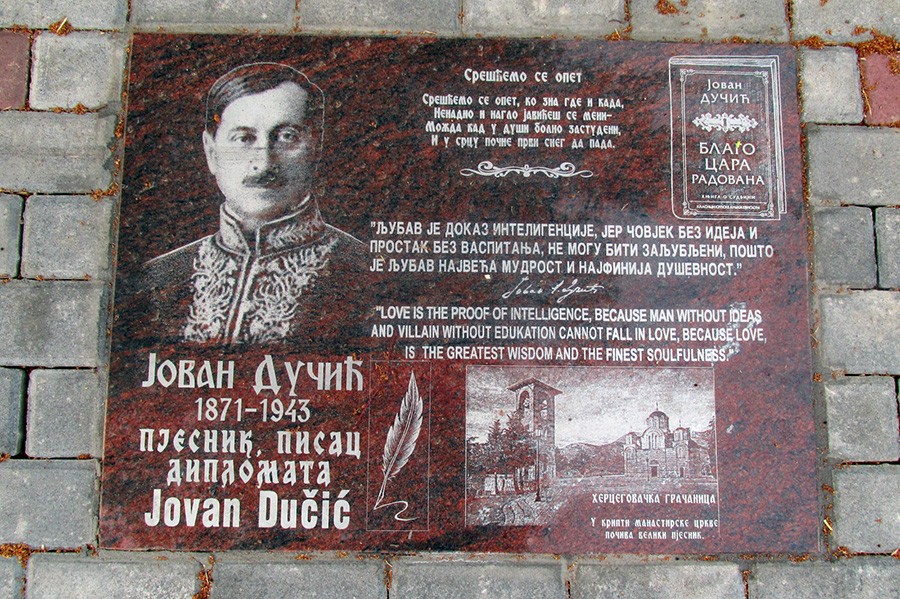 Срешћемо се опет
Срешћемо се опет, ко зна где и када,
Ненадно и нагло јавићеш се мени-
Можда кад у души болно застудени,
И у срцу почне први снег да пада.
Јован
Дучић
Благо
цара
Радована
књига о судбини
"ЉУБАВ ЈЕ ДОКАЗ ИНТЕЛИГЕНЦИЈЕ, ЈЕР ЧОВЈЕК БЕЗ ИДЕЈА И
ПРОСТАК БЕЗ ВАСПИТАЊА, НЕ МОГУ БИТИ ЗАЉУБЉЕНИ, ПОШТО
ЈЕ ЉУБАВ НАЈВЕЋА МУДРОСТ И НАЈФИНИЈА ДУШЕВНОСТ."
"LOVE IS THE PROOF OF INTELLIGENCE, BECAUSE MAN WITHOUT IDEAS
AND VILLAIN WITHOUT EDUKATION CANNOT FALL IN LOVE, BECAUSE LOVE,
IS THE GREATEST WISDOM AND THE FINEST SOULFULNESS."
Јован Дучић
1871-1943
пјесник, писац
дипломата
Jovan Dučić
Херцеговачка Грачаница
У крипти манастирске цркве
почива велики пјесник.